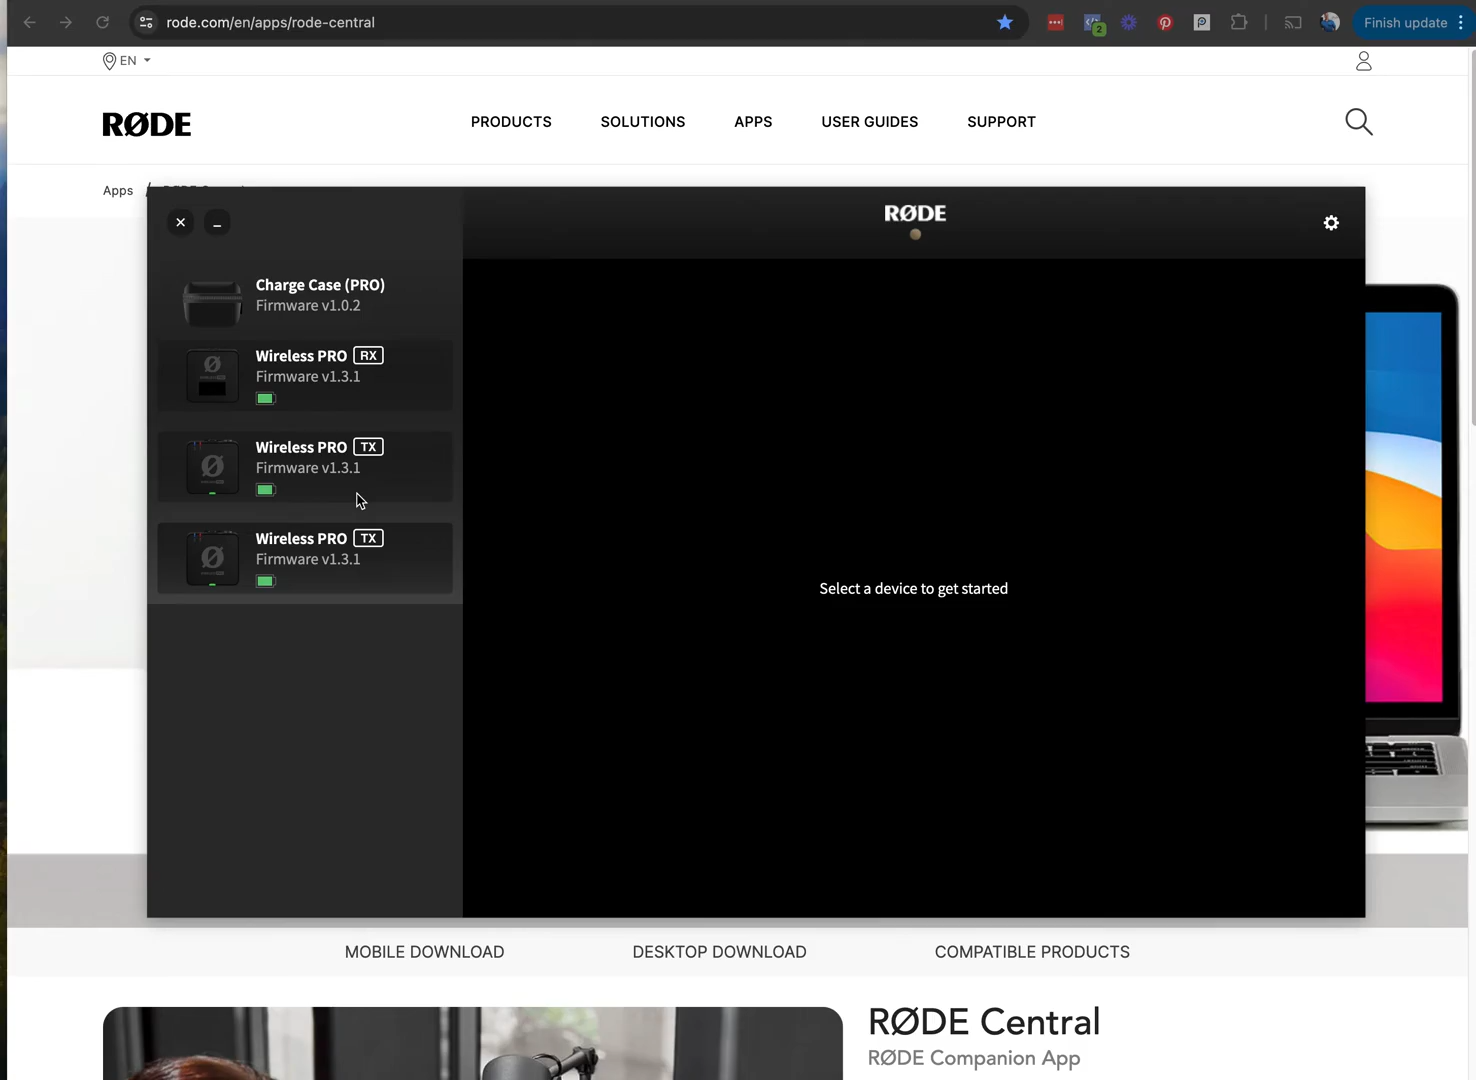 rode.com/en/apps/rode-central
2
Finish update
EN
RØDE
PRODUCTS
SOLUTIONS
APPS
USER GUIDES
SUPPORT
Apps /
RØDE
Charge Case (PRO)
Firmware v1.0.2
Wireless PRO RX
Firmware v1.3.1
Wireless PRO TX
Firmware v1.3.1
Wireless PRO TX
Firmware v1.3.1
Select a device to get started
MOBILE DOWNLOAD
DESKTOP DOWNLOAD
COMPATIBLE PRODUCTS
RØDE Central
RØDE Companion App